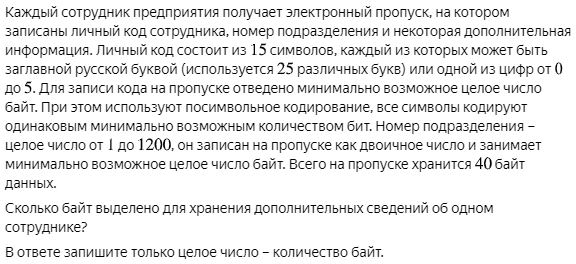 Каждый сотрудник предприятия получает электронный пропуск, на котором
записаны личный код сотрудника, номер подразделения и некоторая дополнительная
информация. Личный код состоит из 15 символов, каждый из которых может быть
заглавной русской буквой (используется 25 различных букв) или одной из цифр от 0
до 5. Для записи кода на пропуске отведено минимально возможное целое число
байт. При этом используют посимвольное кодирование, все символы кодируют
одинаковым минимально возможным количеством бит. Номер подразделения –
целое число от 1 до 1200, он записан на пропуске как двоичное число и занимает
минимально возможное целое число байт. Всего на пропуске хранится 40 байт
данных.
Сколько байт выделено для хранения дополнительных сведений об одном
сотруднике?
В ответе запишите только целое число – количество байт.